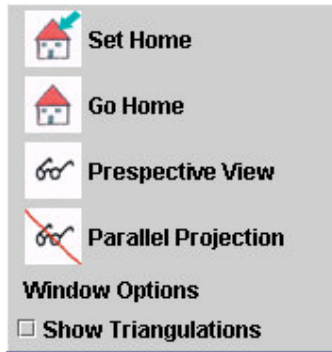 Set Home
Go Home
Prespective View
Parallel Projection
Window Options
Show Triangulations